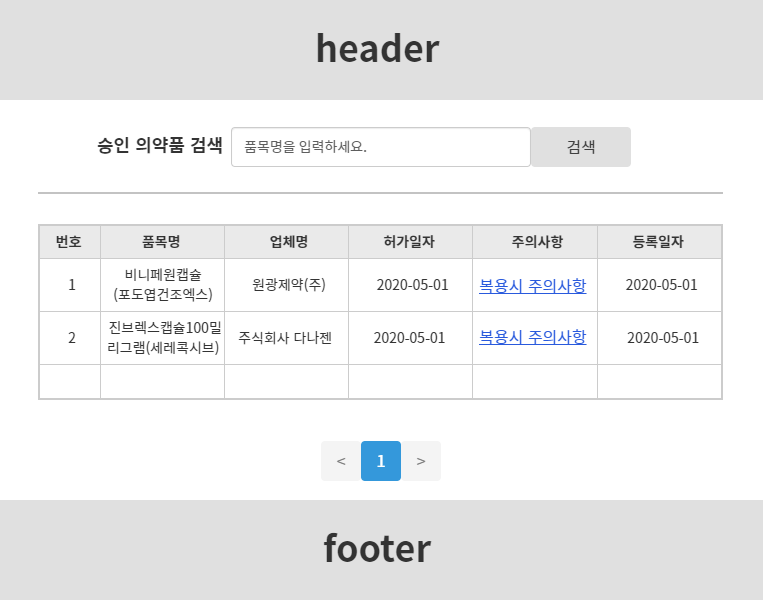 header
승인 의약품 검색 품목명을 입력하세요. 검색
번호 품목명 업체명 허가일자 주의사항 등록일자
1 비니페원캡슐 (포도엽건조엑스) 원광제약(주) 2020-05-01 복용시 주의사항 2020-05-01
2 진브렉스캡슐100밀리그램(세레콕시브) 주식회사 다나젠 2020-05-01 복용시 주의사항 2020-05-01
< 1 >
footer